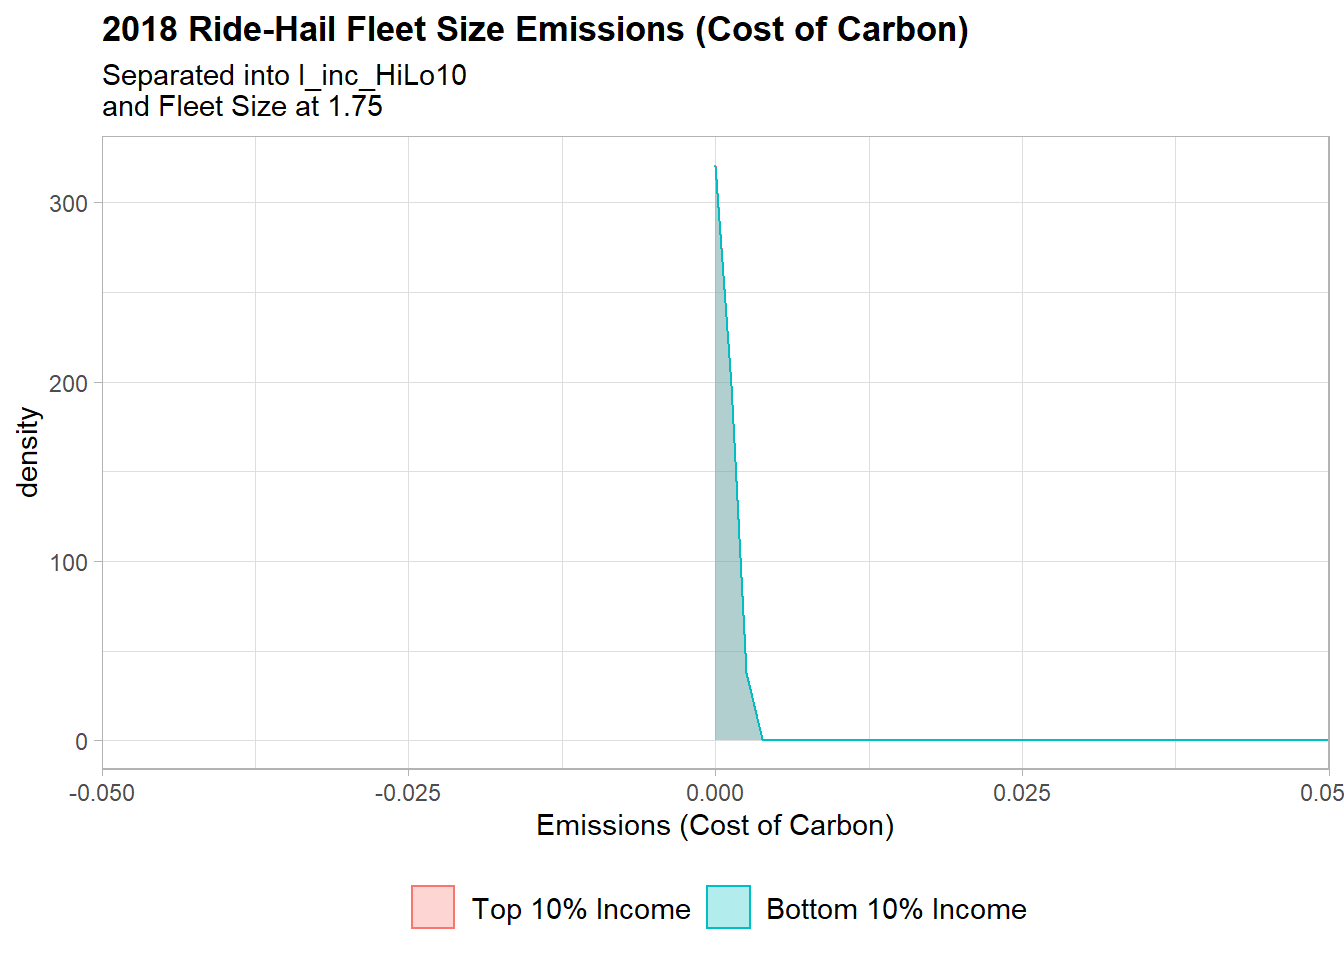 2018 Ride-Hail Fleet Size Emissions (Cost of Carbon)
Separated into I_inc_HiLo10
and Fleet Size at 1.75
density
300
200
100
0
-0.050
-0.025
0.000
0.025
0.05
Emissions (Cost of Carbon)
Top 10% Income
Bottom 10% Income